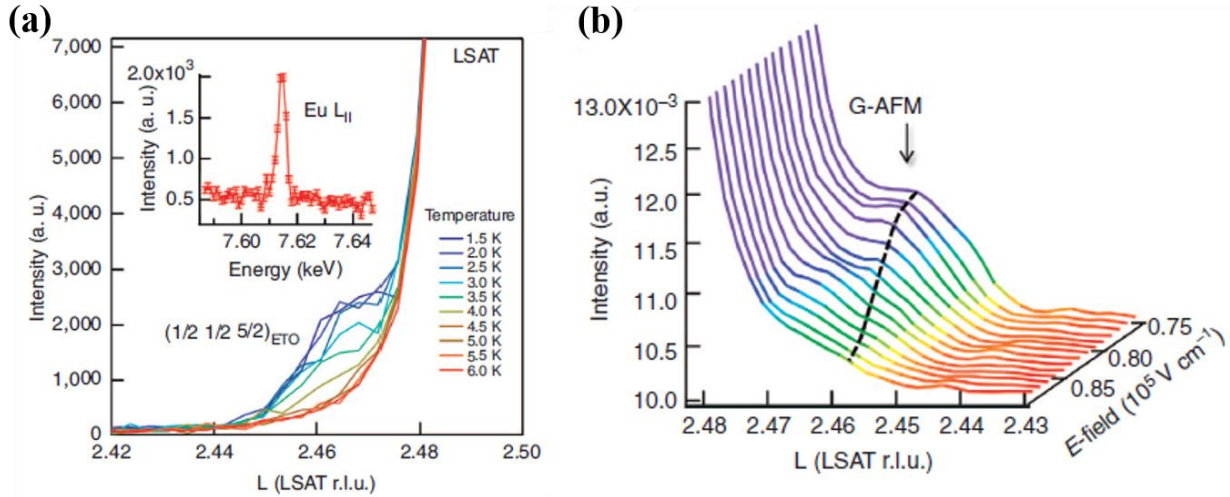 (a)
7,000
6,000
5,000
4,000
3,000
2,000
1,000
0
Intensity (a. u.)
2.42
2.44
2.46
2.48
2.50
L (LSAT r.l.u.)
LSAT
2.0x10³
1.5
1.0
0.5
Intensity (a. u.)
Eu L_II
7.60
7.62
7.64
Energy (keV)
(1/2 1/2 5/2)_ETO
Temperature
1.5 K
2.0 K
2.5 K
3.0 K
3.5 K
4.0 K
4.5 K
5.0 K
5.5 K
6.0 K
(b)
13.0X10⁻³
12.5
12.0
11.5
11.0
10.5
10.0
Intensity (a.u.)
G-AFM
2.48
2.47
2.46
2.45
2.44
2.43
L (LSAT r.l.u.)
0.75
0.80
0.85
E-field (10⁵ V cm⁻¹)